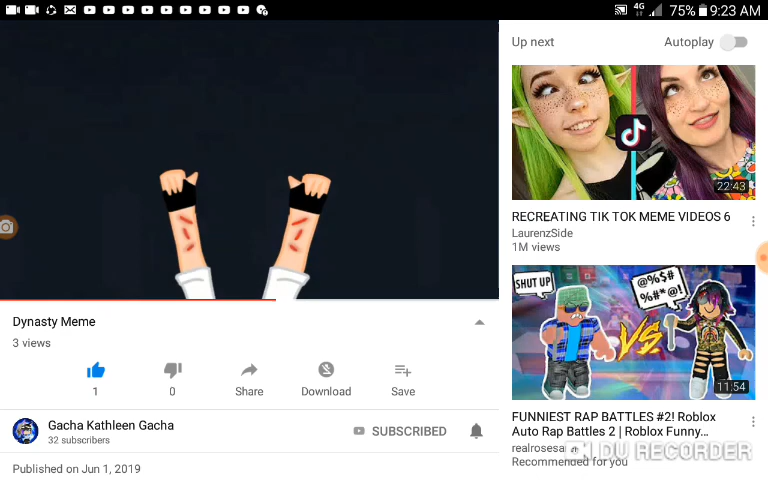 4G 75% 9:23 AM
Up next
Autoplay
22:43
RECREATING TIK TOK MEME VIDEOS 6
LaurenzSide
1M views
SHUT UP
@%$#
%#*@!
VS
11:54
FUNNIEST RAP BATTLES #2! Roblox
Auto Rap Battles 2 | Roblox Funny...
Recommended for you
DU RECORDER
Dynasty Meme
3 views
1
0
Share
Download
Save
Gacha Kathleen Gacha
32 subscribers
SUBSCRIBED
Published on Jun 1, 2019